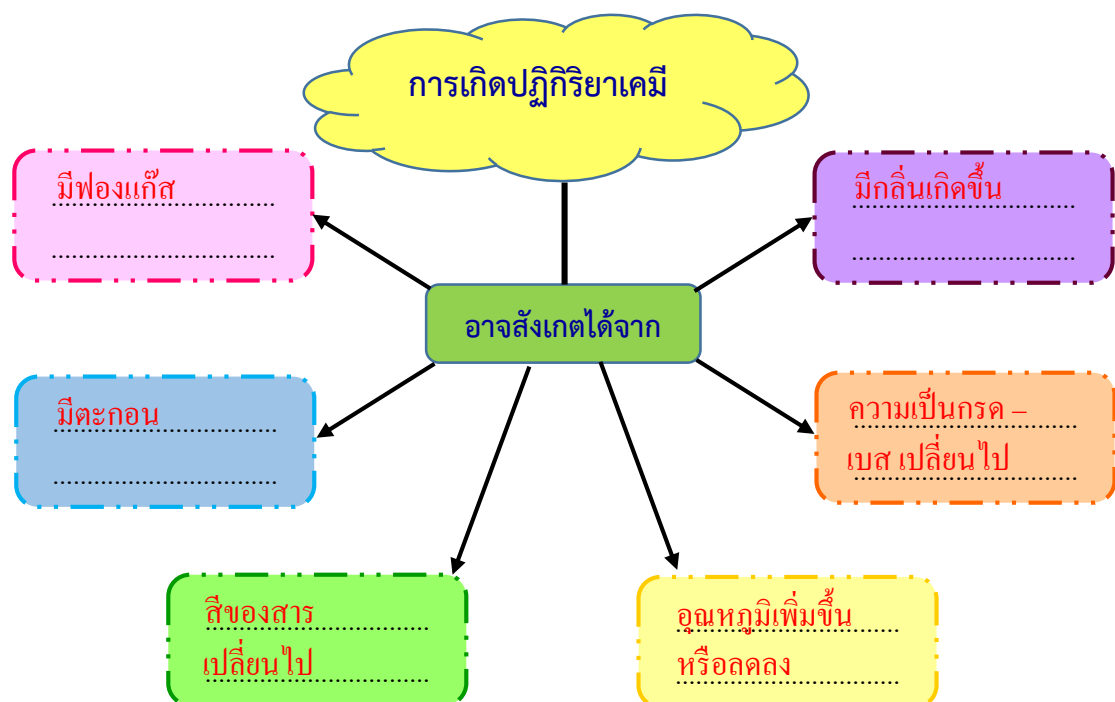 การเกิดปฏิกิริยาเคมี
มีฟองแก๊ส
มีกลิ่นเกิดขึ้น
อาจสังเกตได้จาก
มีตะกอน
ความเป็นกรด –
เบส เปลี่ยนไป
สีของสาร
เปลี่ยนไป
อุณหภูมิเพิ่มขึ้น
หรือลดลง